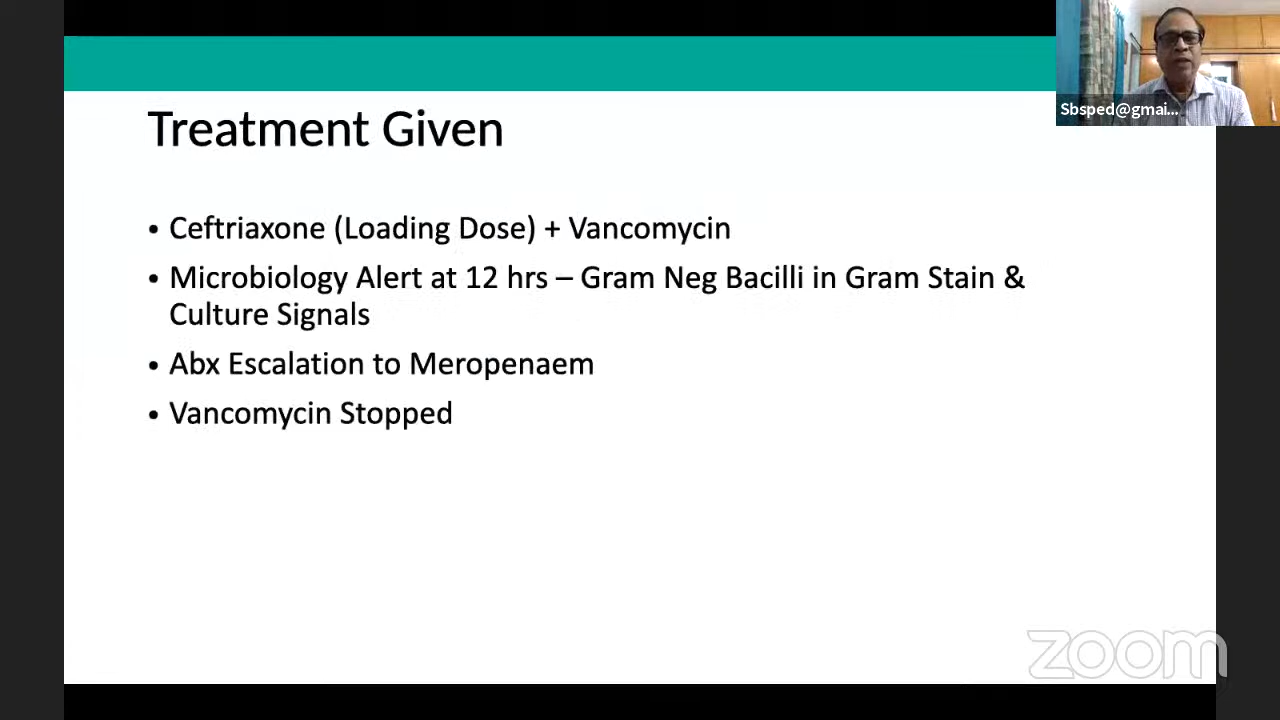 Sbsped@gmai...
Treatment Given
• Ceftriaxone (Loading Dose) + Vancomycin
• Microbiology Alert at 12 hrs – Gram Neg Bacilli in Gram Stain &
Culture Signals
• Abx Escalation to Meropenaem
• Vancomycin Stopped
zoom